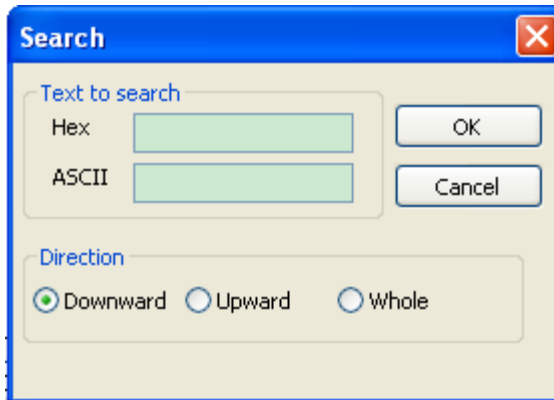 Search
Text to search
Hex
OK
ASCII
Cancel
Direction
Downward Upward Whole